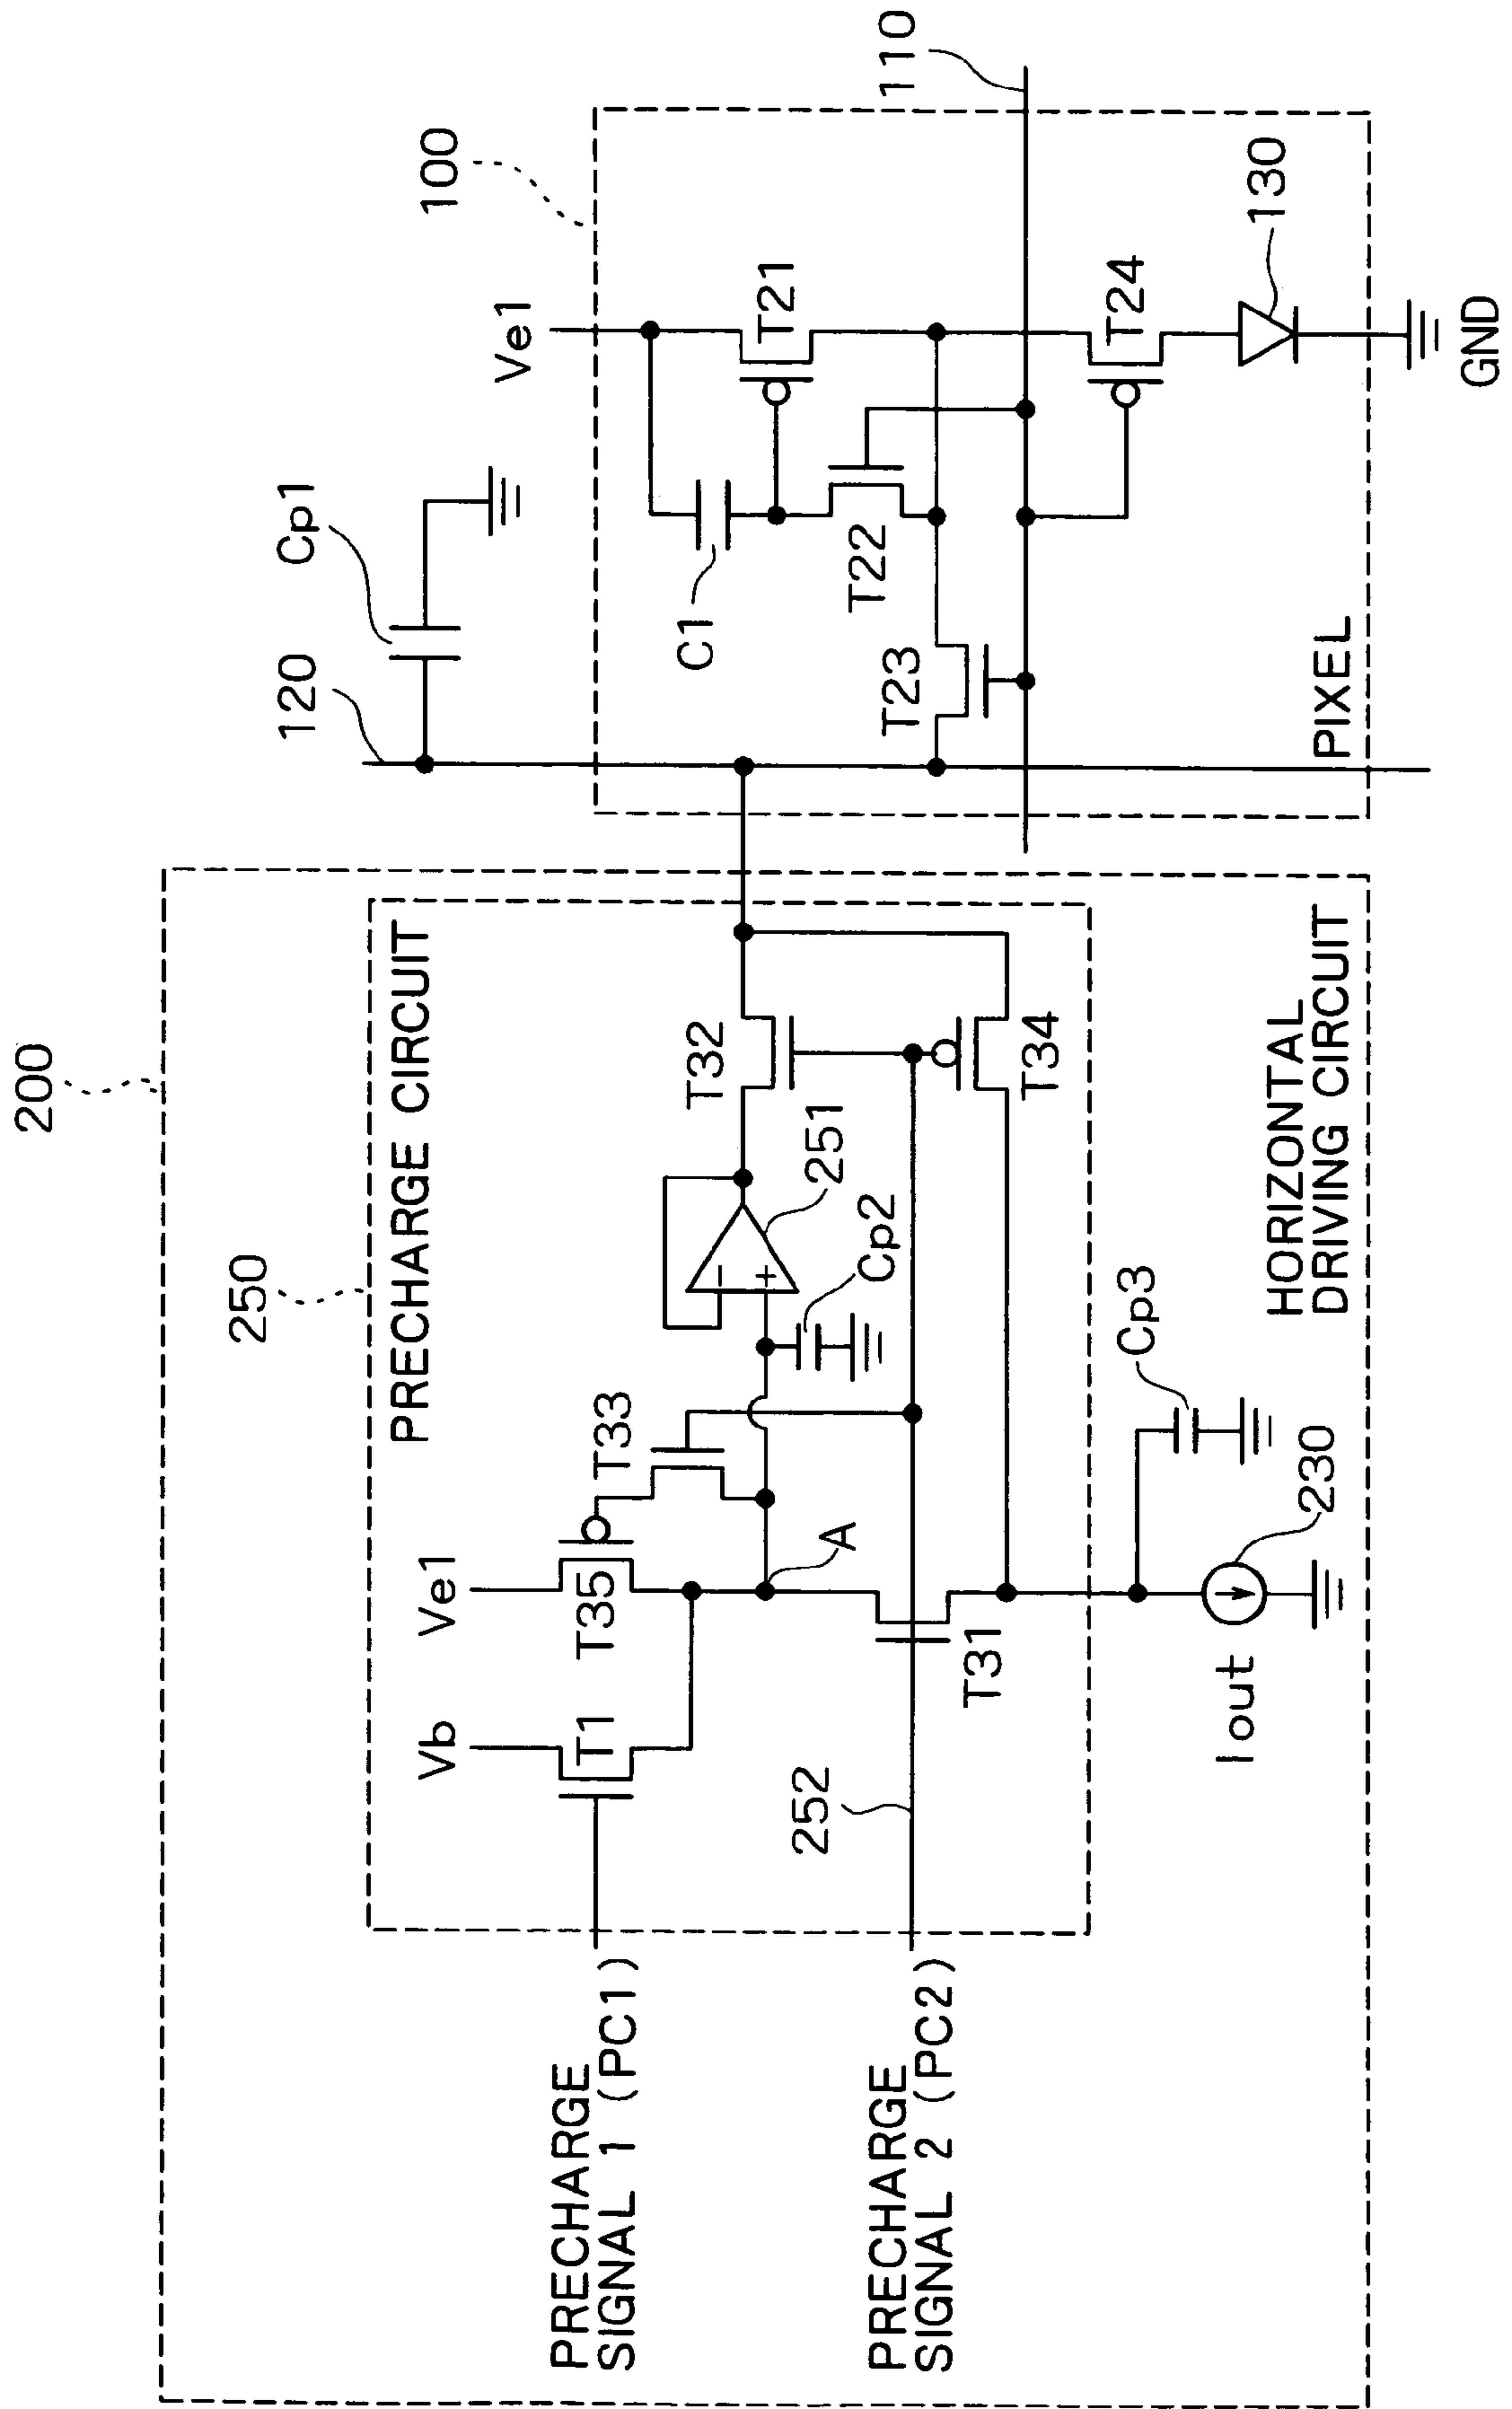 200
250
PRECHARGE CIRCUIT
Vb
Ve1
T1
T35
T33
A
T31
252
PRECHARGE
SIGNAL 1 (PC1)
PRECHARGE
SIGNAL 2 (PC2)
−
+
251
Cp2
T32
T34
Iout
230
Cp3
HORIZONTAL
DRIVING CIRCUIT
120
Cp1
100
Ve1
C1
T21
T22
T23
T24
110
130
PIXEL
GND